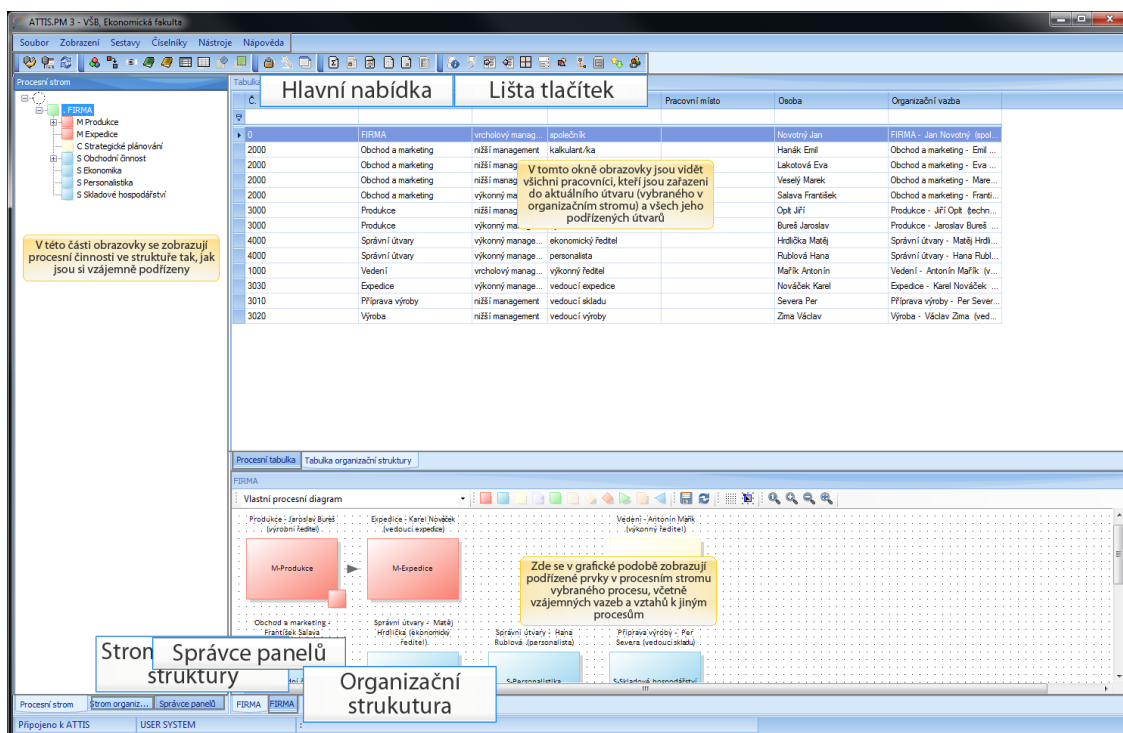 ATTIS.PM 3 - VŠB, Ekonomická fakulta
Soubor Zobrazení Sestavy Číselníky Nástroje Nápověda
Hlavní nabídka
Lišta tlačítek
Procesní strom
. FIRMA
M Produkce
M Expedice
C Strategické plánování
S Obchodní činnost
S Ekonomika
S Personalistika
S Skladové hospodářství
V této části obrazovky se zobrazují
procesní činnosti ve struktuře tak, jak
jsou si vzájemně podřízeny
Č. Pracovní místo Osoba Organizační vazba
0 FIRMA vrcholový manag... společník Novotný Jan FIRMA - Jan Novotný (spol...
2000 Obchod a marketing nižší management kalkulant/ka Hanák Emil Obchod a marketing - Emil ...
2000 Obchod a marketing nižší manag Lakotová Eva Obchod a marketing - Eva ...
2000 Obchod a marketing nižší manag Veselý Marek Obchod a marketing - Mare...
2000 Obchod a marketing výkonný ma Salava František Obchod a marketing - Franti...
3000 Produkce nižší manag Oplt Jiří Produkce - Jiří Oplt (techn...
3000 Produkce výkonný ma Bureš Jaroslav Produkce - Jaroslav Bureš
4000 Správní útvary výkonný manage... ekonomický ředitel Hrdlička Matěj Správní útvary - Matěj Hrdli...
4000 Správní útvary výkonný manage... personalista Rublová Hana Správní útvary - Hana Rubl...
1000 Vedení vrcholový manag... výkonný ředitel Mařík Antonín Vedení - Antonín Mařík (v...
3030 Expedice výkonný manage... vedoucí expedice Nováček Karel Expedice - Karel Nováček ...
3010 Příprava výroby nižší management vedoucí skladu Severa Per Příprava výroby - Per Sever...
3020 Výroba nižší management vedoucí výroby Zima Václav Výroba - Václav Zima (ved...
V tomto okně obrazovky jsou vidět
všichni pracovníci, kteří jsou zařazeni
do aktuálního útvaru (vybraného v
organizačním stromu) a všech jeho
podřízených útvarů
Procesní tabulka Tabulka organizační struktury
FIRMA
Vlastní procesní diagram
Produkce - Jaroslav Bureš
(výrobní ředitel)
M-Produkce
Expedice - Karel Nováček
(vedoucí expedice)
M-Expedice
Vedení - Antonín Mařík
(výkonný ředitel)
Zde se v grafické podobě zobrazují
podřízené prvky v procesním stromu
vybraného procesu, včetně
vzájemných vazeb a vztahů k jiným
procesům
Obchod a marketing -
František Salava
Správní útvary - Matěj
Hrdlička (ekonomický
ředitel)
Správní útvary - Hana
Rublová (personalista)
S-Personalistika
Příprava výroby - Per
Severa (vedoucí skladu)
S-Skladové hospodářství
Strom
struktury
Správce panelů
Organizační
strukutura
Procesní strom Strom organiz... Správce panelů FIRMA FIRMA
Připojeno k ATTIS USER SYSTEM :